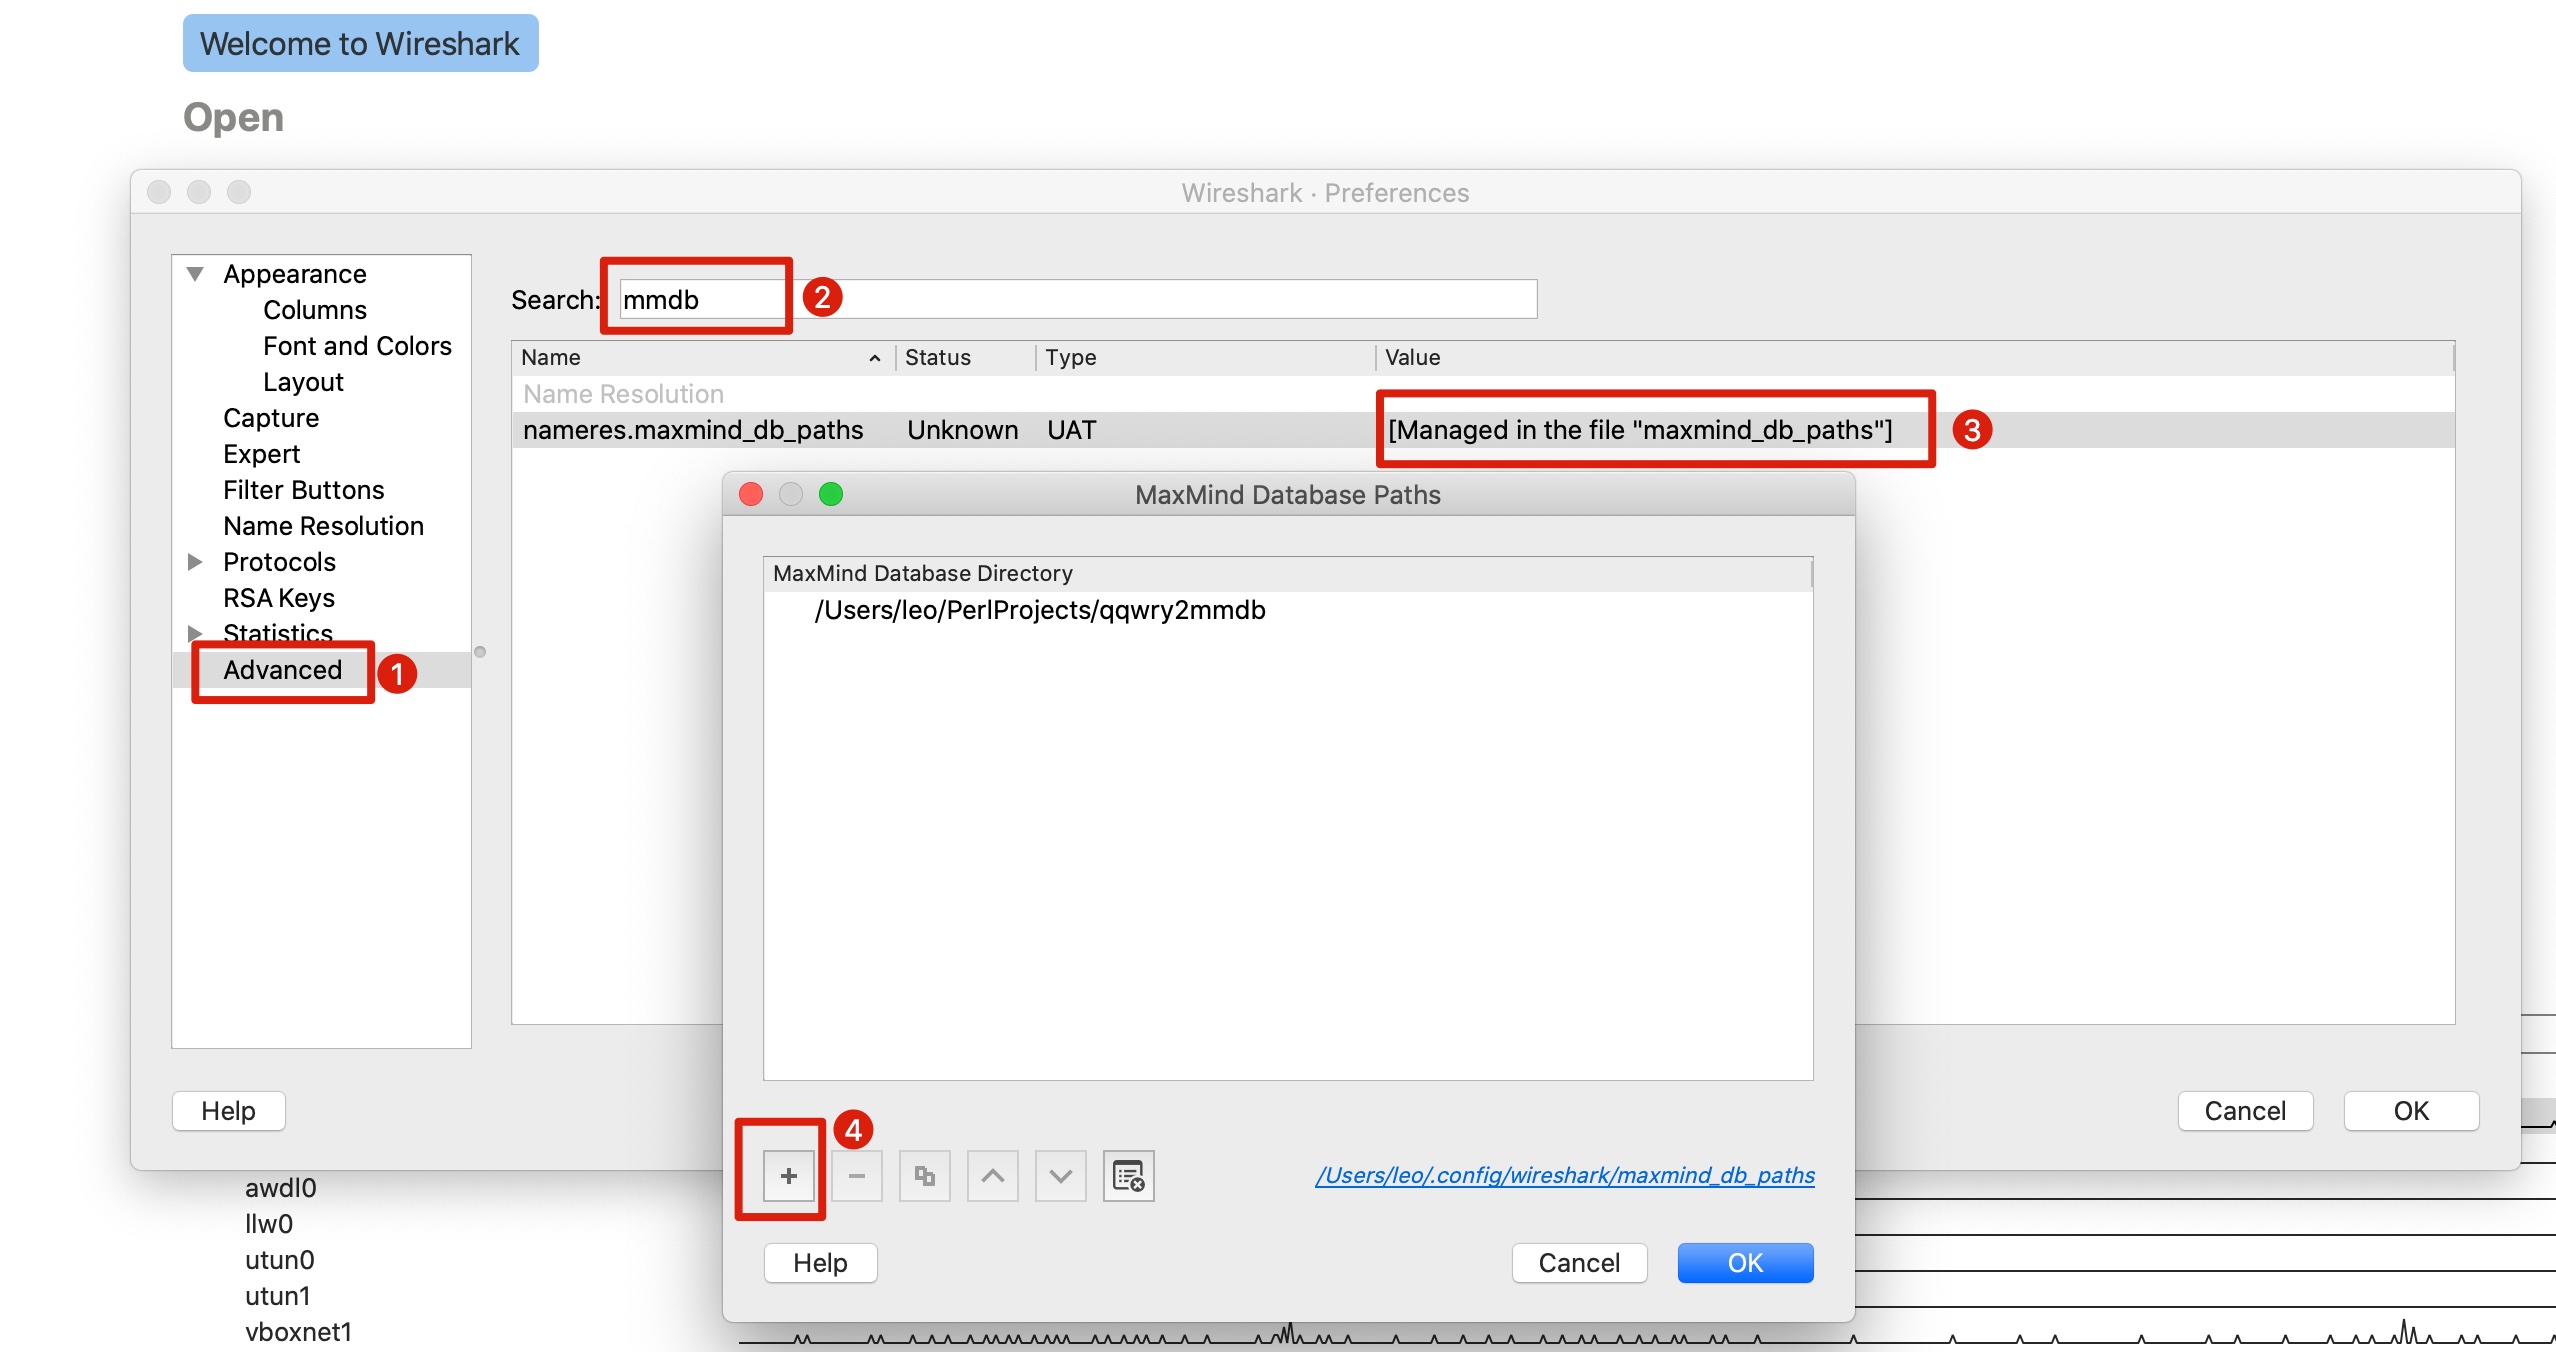 Welcome to Wireshark
Open
Wireshark · Preferences
Appearance
Columns
Font and Colors
Layout
Capture
Expert
Filter Buttons
Name Resolution
Protocols
RSA Keys
Statistics
Advanced
1
Search: mmdb
2
Name Status Type Value
Name Resolution
nameres.maxmind_db_paths Unknown UAT [Managed in the file "maxmind_db_paths"]
3
MaxMind Database Paths
MaxMind Database Directory
/Users/leo/PerlProjects/qqwry2mmdb
4
/Users/leo/.config/wireshark/maxmind_db_paths
Help Cancel OK
Help Cancel OK
awdl0
llw0
utun0
utun1
vboxnet1